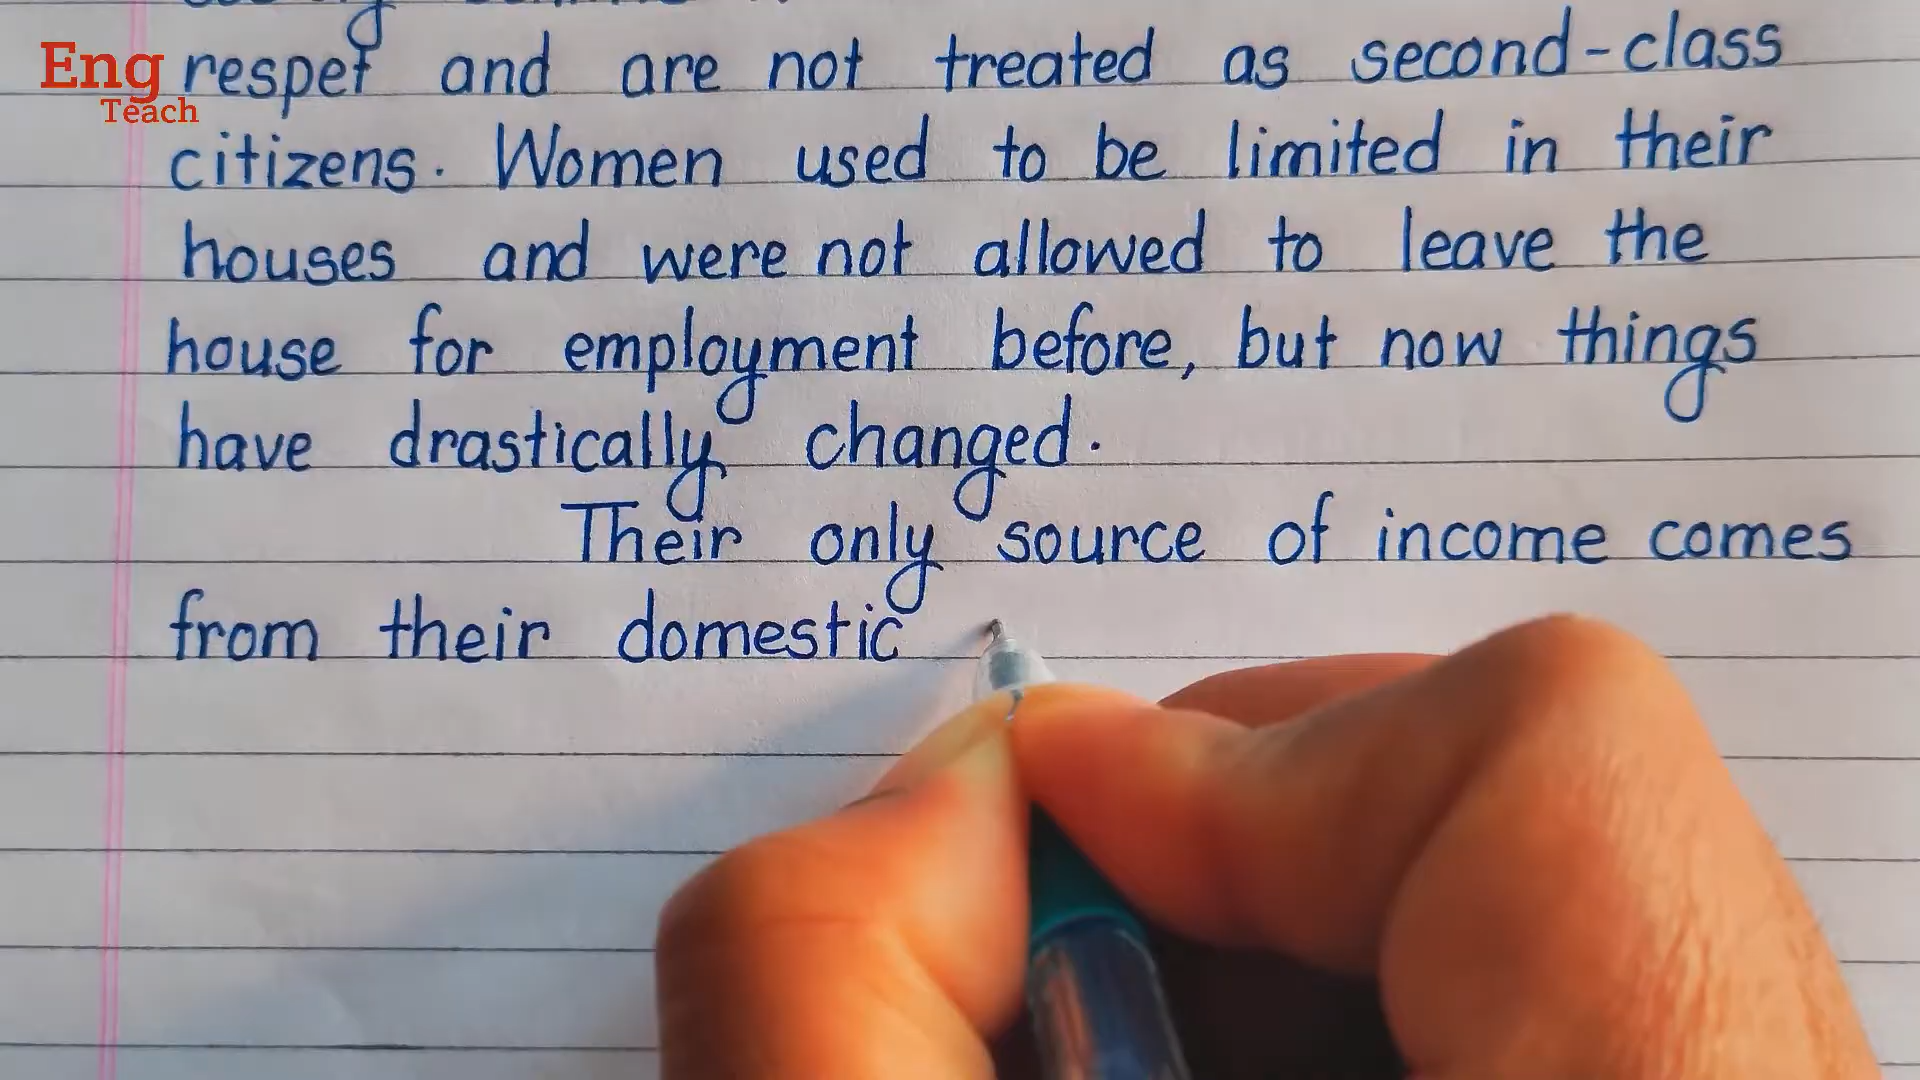 Eng
Teach
respet and are not treated as second-class
citizens. Women used to be limited in their
houses and were not allowed to leave the
house for employment before, but now things
have drastically changed.
Their only source of income comes
from their domestic